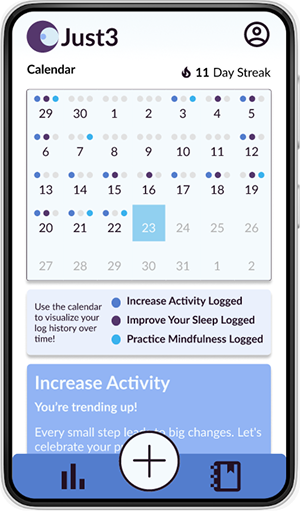 Just3
Calendar
11 Day Streak
29 30 1 2 3 4 5
6 7 8 9 10 11 12
13 14 15 16 17 18 19
20 21 22 23 24 25 26
27 28 29 30 31 1 2
Use the calendar
to visualize your
log history over
time!
Increase Activity Logged
Improve Your Sleep Logged
Practice Mindfulness Logged
Increase Activity
You're trending up!
Every small step leads to big changes. Let's
celebrate your